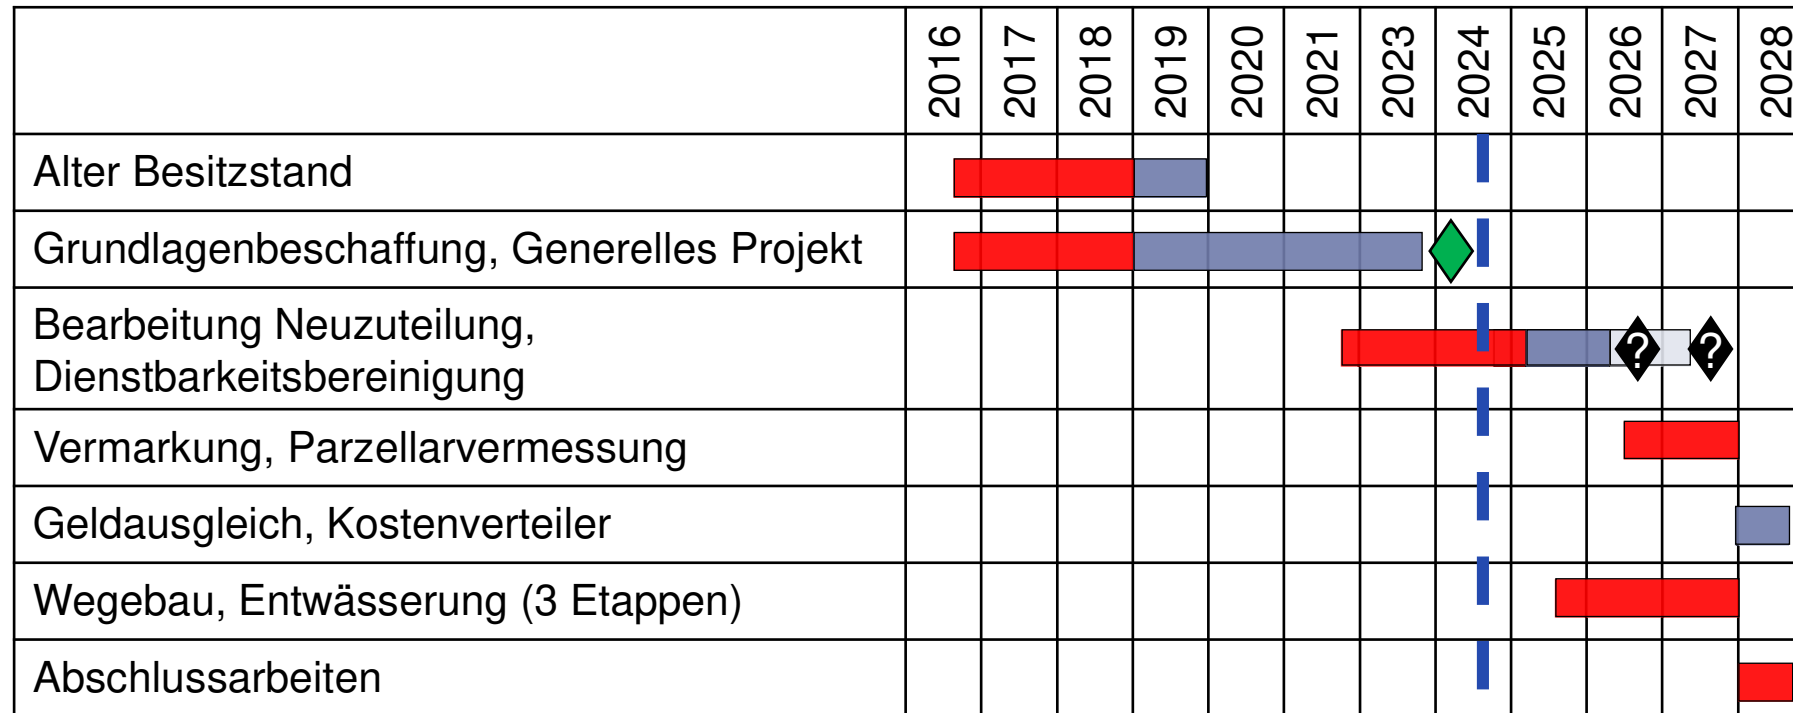 2016 2017 2018 2019 2020 2021 2023 2024 2025 2026 2027 2028
Alter Besitzstand
Grundlagenbeschaffung, Generelles Projekt
Bearbeitung Neuzuteilung,
Dienstbarkeitsbereinigung
? ?
Vermarkung, Parzellarvermessung
Geldausgleich, Kostenverteiler
Wegebau, Entwässerung (3 Etappen)
Abschlussarbeiten